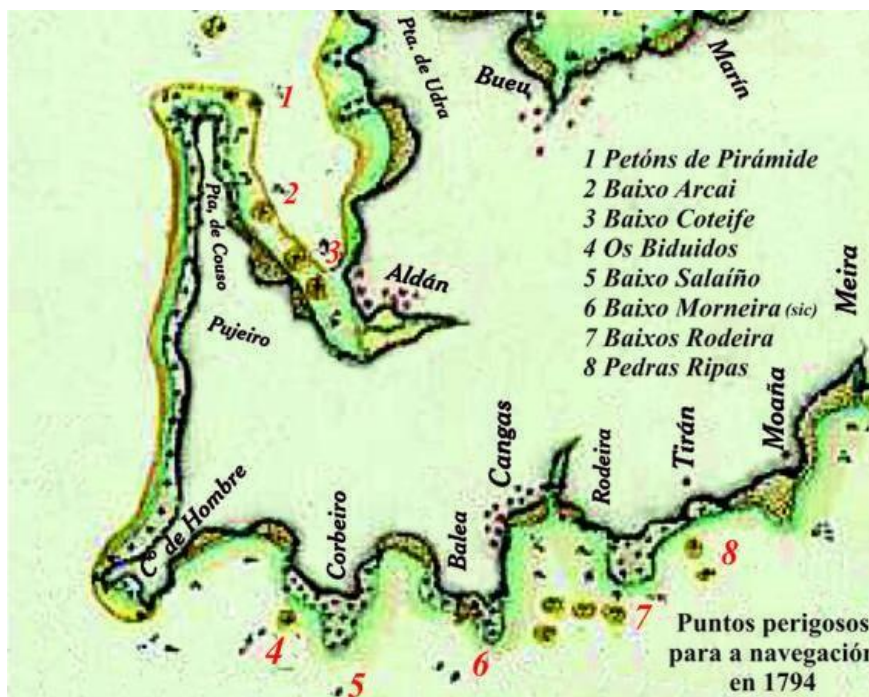 Pta. de Udra
Bueu
Marín
1
2
3
Pta, de Couso
Aldán
Pujeiro
1 Petóns de Pirámide
2 Baixo Arcai
3 Baixo Coteife
4 Os Biduidos
5 Baixo Salaíño
6 Baixo Morneira (sic)
7 Baixos Rodeira
8 Pedras Ripas
Meira
Moaña
Tirán
Rodeira
Cangas
Balea
Corbeiro
Cº de Hombre
4
5
6
7
8
Puntos perigosos
para a navegación
en 1794